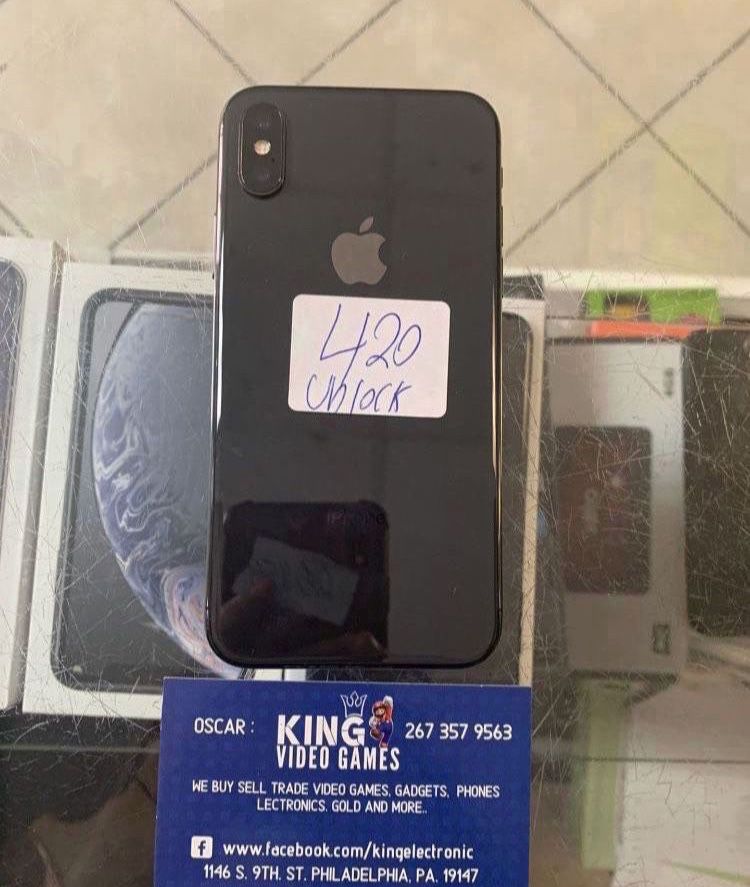 420
Unlock
OSCAR :
KING
267 357 9563
VIDEO GAMES
WE BUY SELL TRADE VIDEO GAMES, GADGETS, PHONES
LECTRONICS. GOLD AND MORE..
f www.facebook.com/kingelectronic
1146 S. 9TH. ST. PHILADELPHIA, PA. 19147